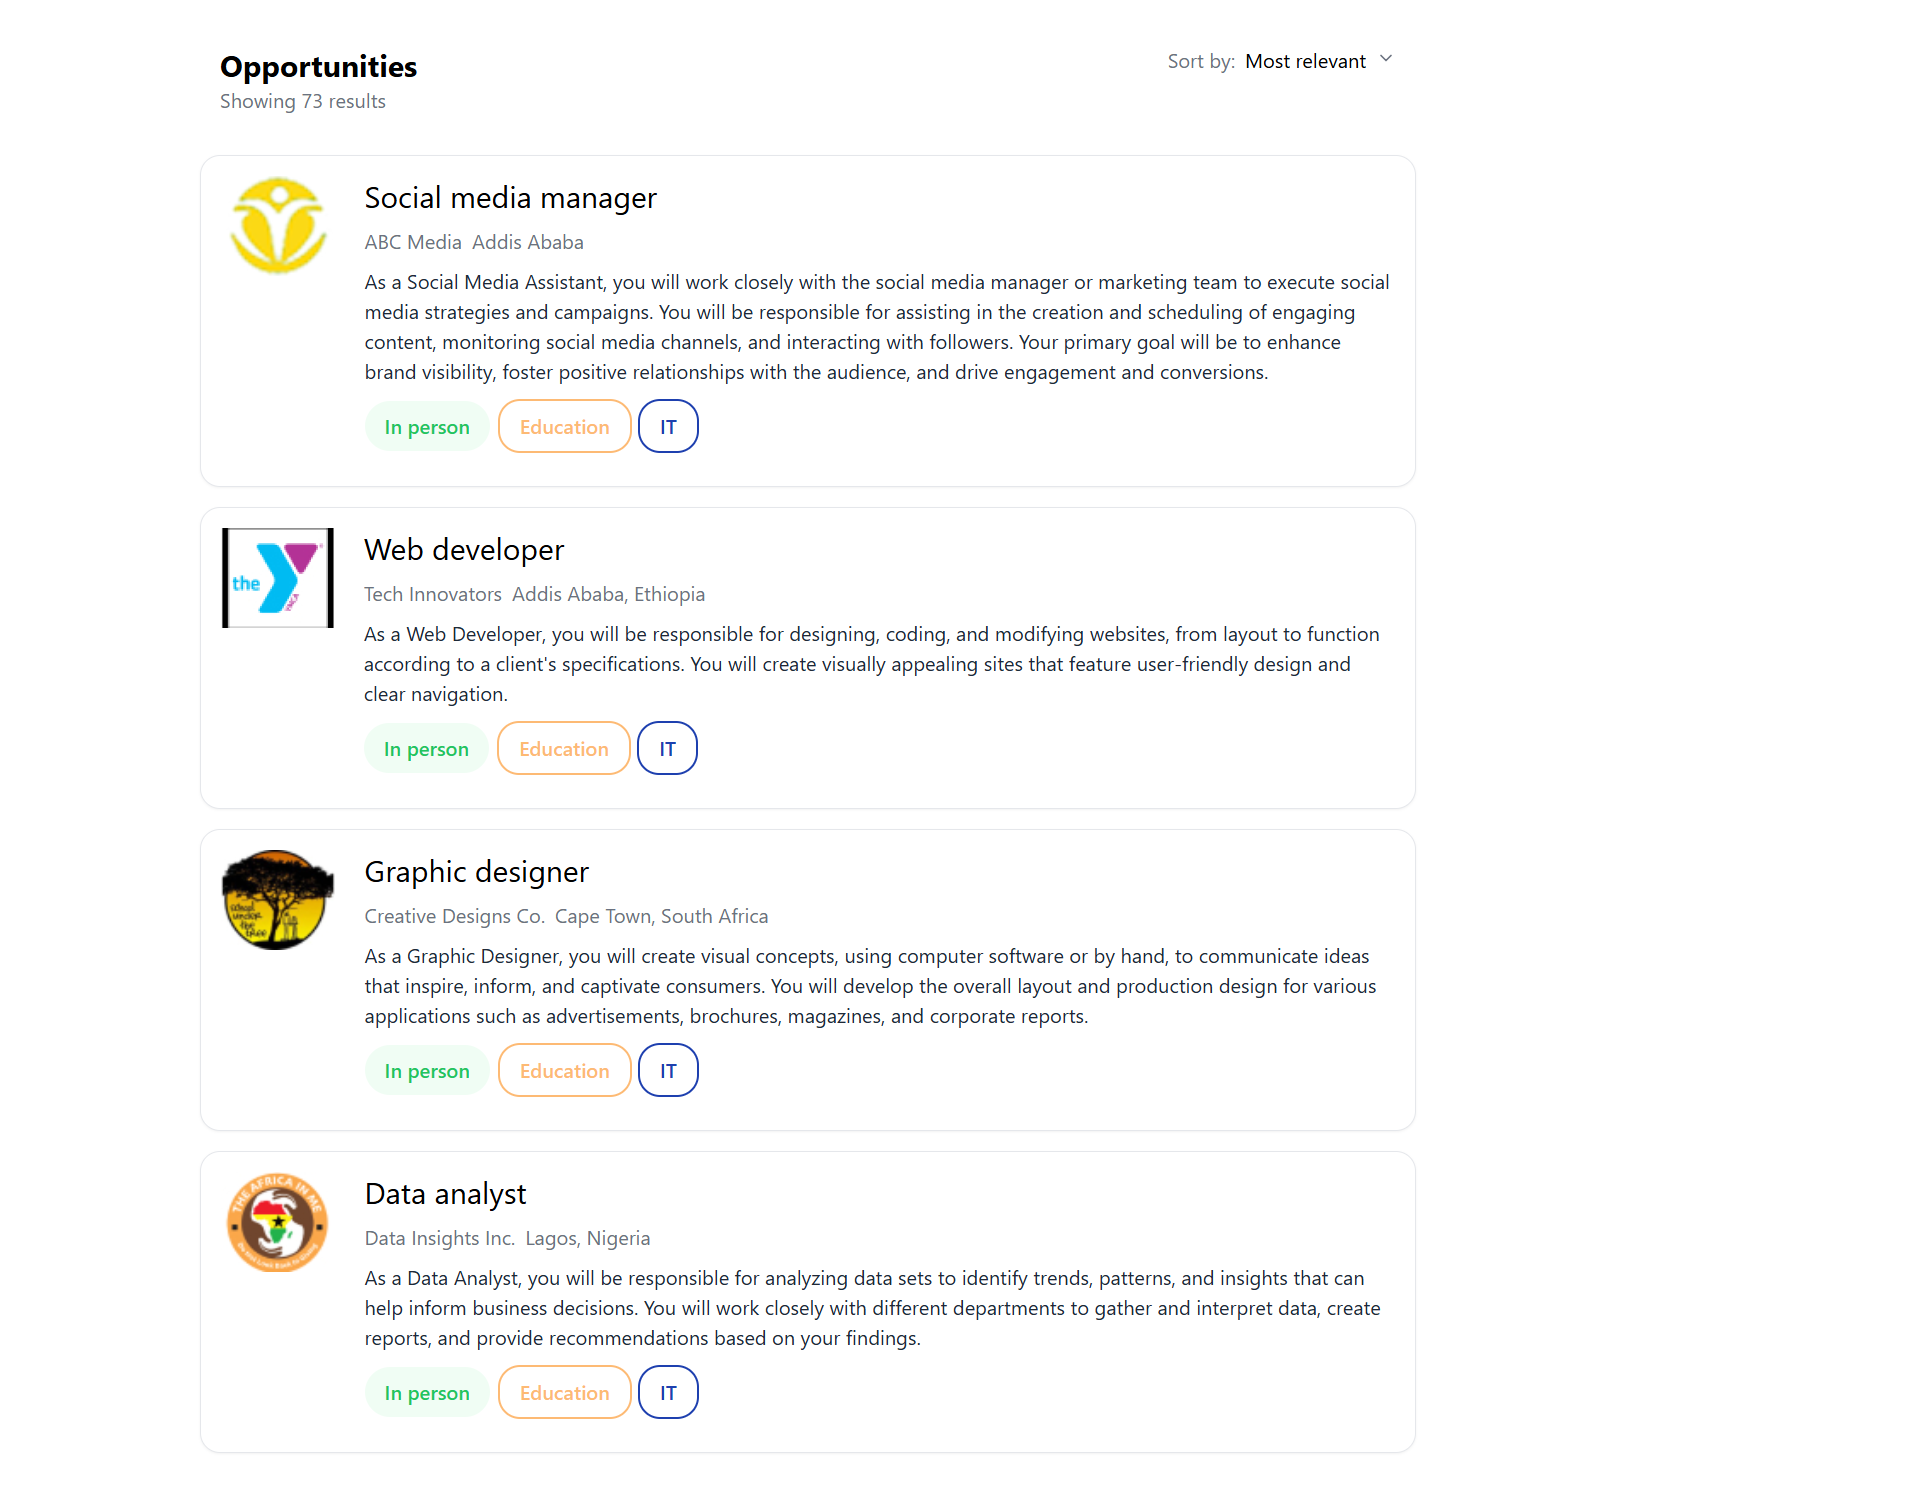 Opportunities
Showing 73 results
Sort by: Most relevant
Social media manager
ABC Media Addis Ababa
As a Social Media Assistant, you will work closely with the social media manager or marketing team to execute social
media strategies and campaigns. You will be responsible for assisting in the creation and scheduling of engaging
content, monitoring social media channels, and interacting with followers. Your primary goal will be to enhance
brand visibility, foster positive relationships with the audience, and drive engagement and conversions.
In person Education IT
the
YMCA
Web developer
Tech Innovators Addis Ababa, Ethiopia
As a Web Developer, you will be responsible for designing, coding, and modifying websites, from layout to function
according to a client's specifications. You will create visually appealing sites that feature user-friendly design and
clear navigation.
In person Education IT
school
under
the
tree
Graphic designer
Creative Designs Co. Cape Town, South Africa
As a Graphic Designer, you will create visual concepts, using computer software or by hand, to communicate ideas
that inspire, inform, and captivate consumers. You will develop the overall layout and production design for various
applications such as advertisements, brochures, magazines, and corporate reports.
In person Education IT
THE AFRICA IN ME
Data analyst
Data Insights Inc. Lagos, Nigeria
As a Data Analyst, you will be responsible for analyzing data sets to identify trends, patterns, and insights that can
help inform business decisions. You will work closely with different departments to gather and interpret data, create
reports, and provide recommendations based on your findings.
In person Education IT